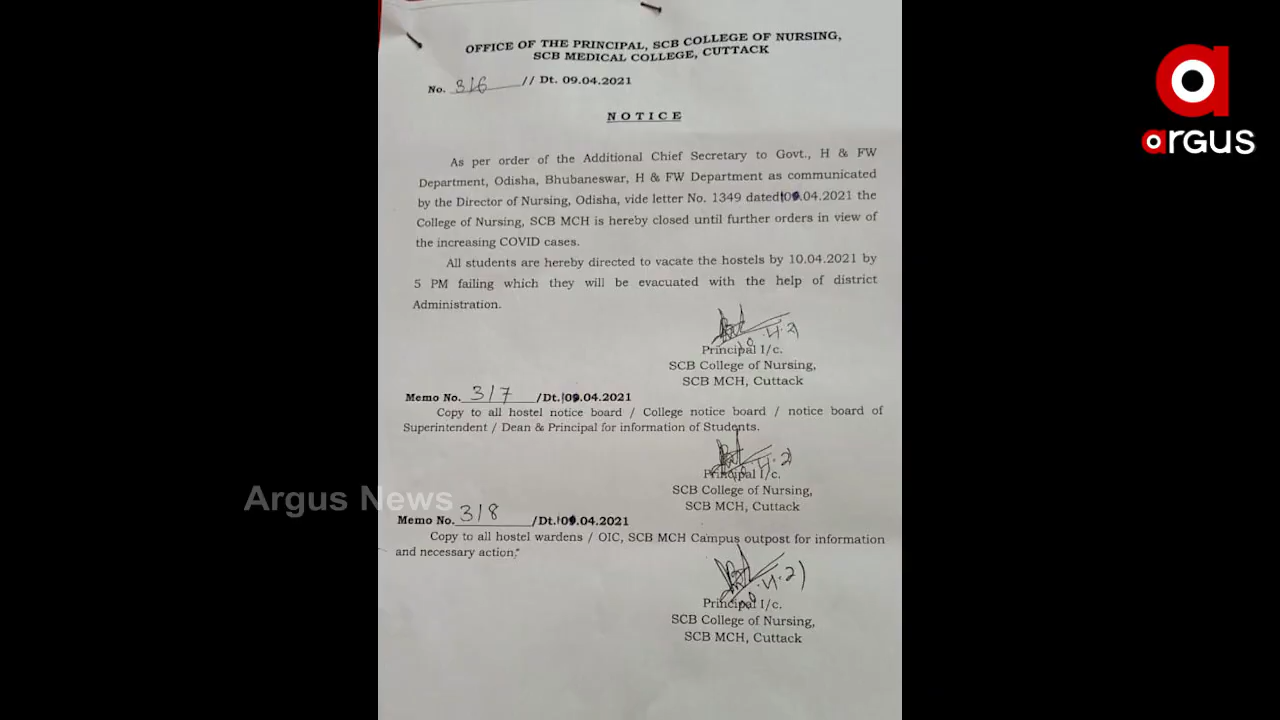 OFFICE OF THE PRINCIPAL, SCB COLLEGE OF NURSING,
SCB MEDICAL COLLEGE, CUTTACK
No. 316 // Dt. 09.04.2021
NOTICE
As per order of the Additional Chief Secretary to Govt., H & FW
Department, Odisha, Bhubaneswar, H & FW Department as communicated
by the Director of Nursing, Odisha, vide letter No. 1349 dated 09.04.2021 the
College of Nursing, SCB MCH is hereby closed until further orders in view of
the increasing COVID cases.
All students are hereby directed to vacate the hostels by 10.04.2021 by
5 PM failing which they will be evacuated with the help of district
Administration.
Principal I/c.
SCB College of Nursing,
SCB MCH, Cuttack
Memo No. 317 /Dt. 09.04.2021
Copy to all hostel notice board / College notice board / notice board of
Superintendent / Dean & Principal for information of Students.
Principal I/c.
SCB College of Nursing,
SCB MCH, Cuttack
Memo No. 318 /Dt. 09.04.2021
Copy to all hostel wardens / OIC, SCB MCH Campus outpost for information
and necessary action.
Principal I/c.
SCB College of Nursing,
SCB MCH, Cuttack
argus
Argus News